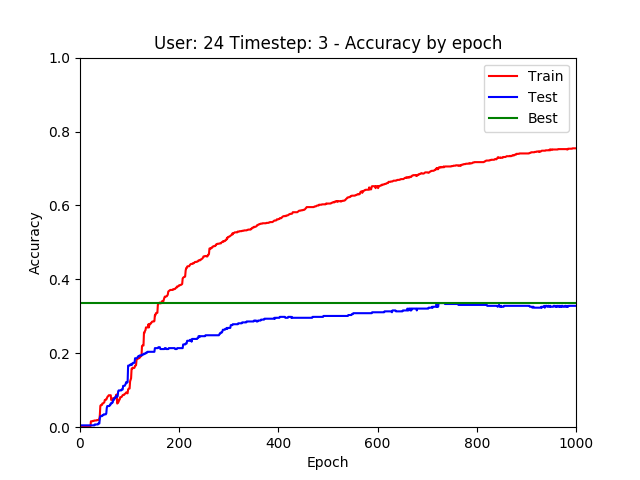 User: 24 Timestep: 3 - Accuracy by epoch
1.0
0.8
0.6
0.4
0.2
0.0
Accuracy
Train
Test
Best
0 200 400 600 800 1000
Epoch